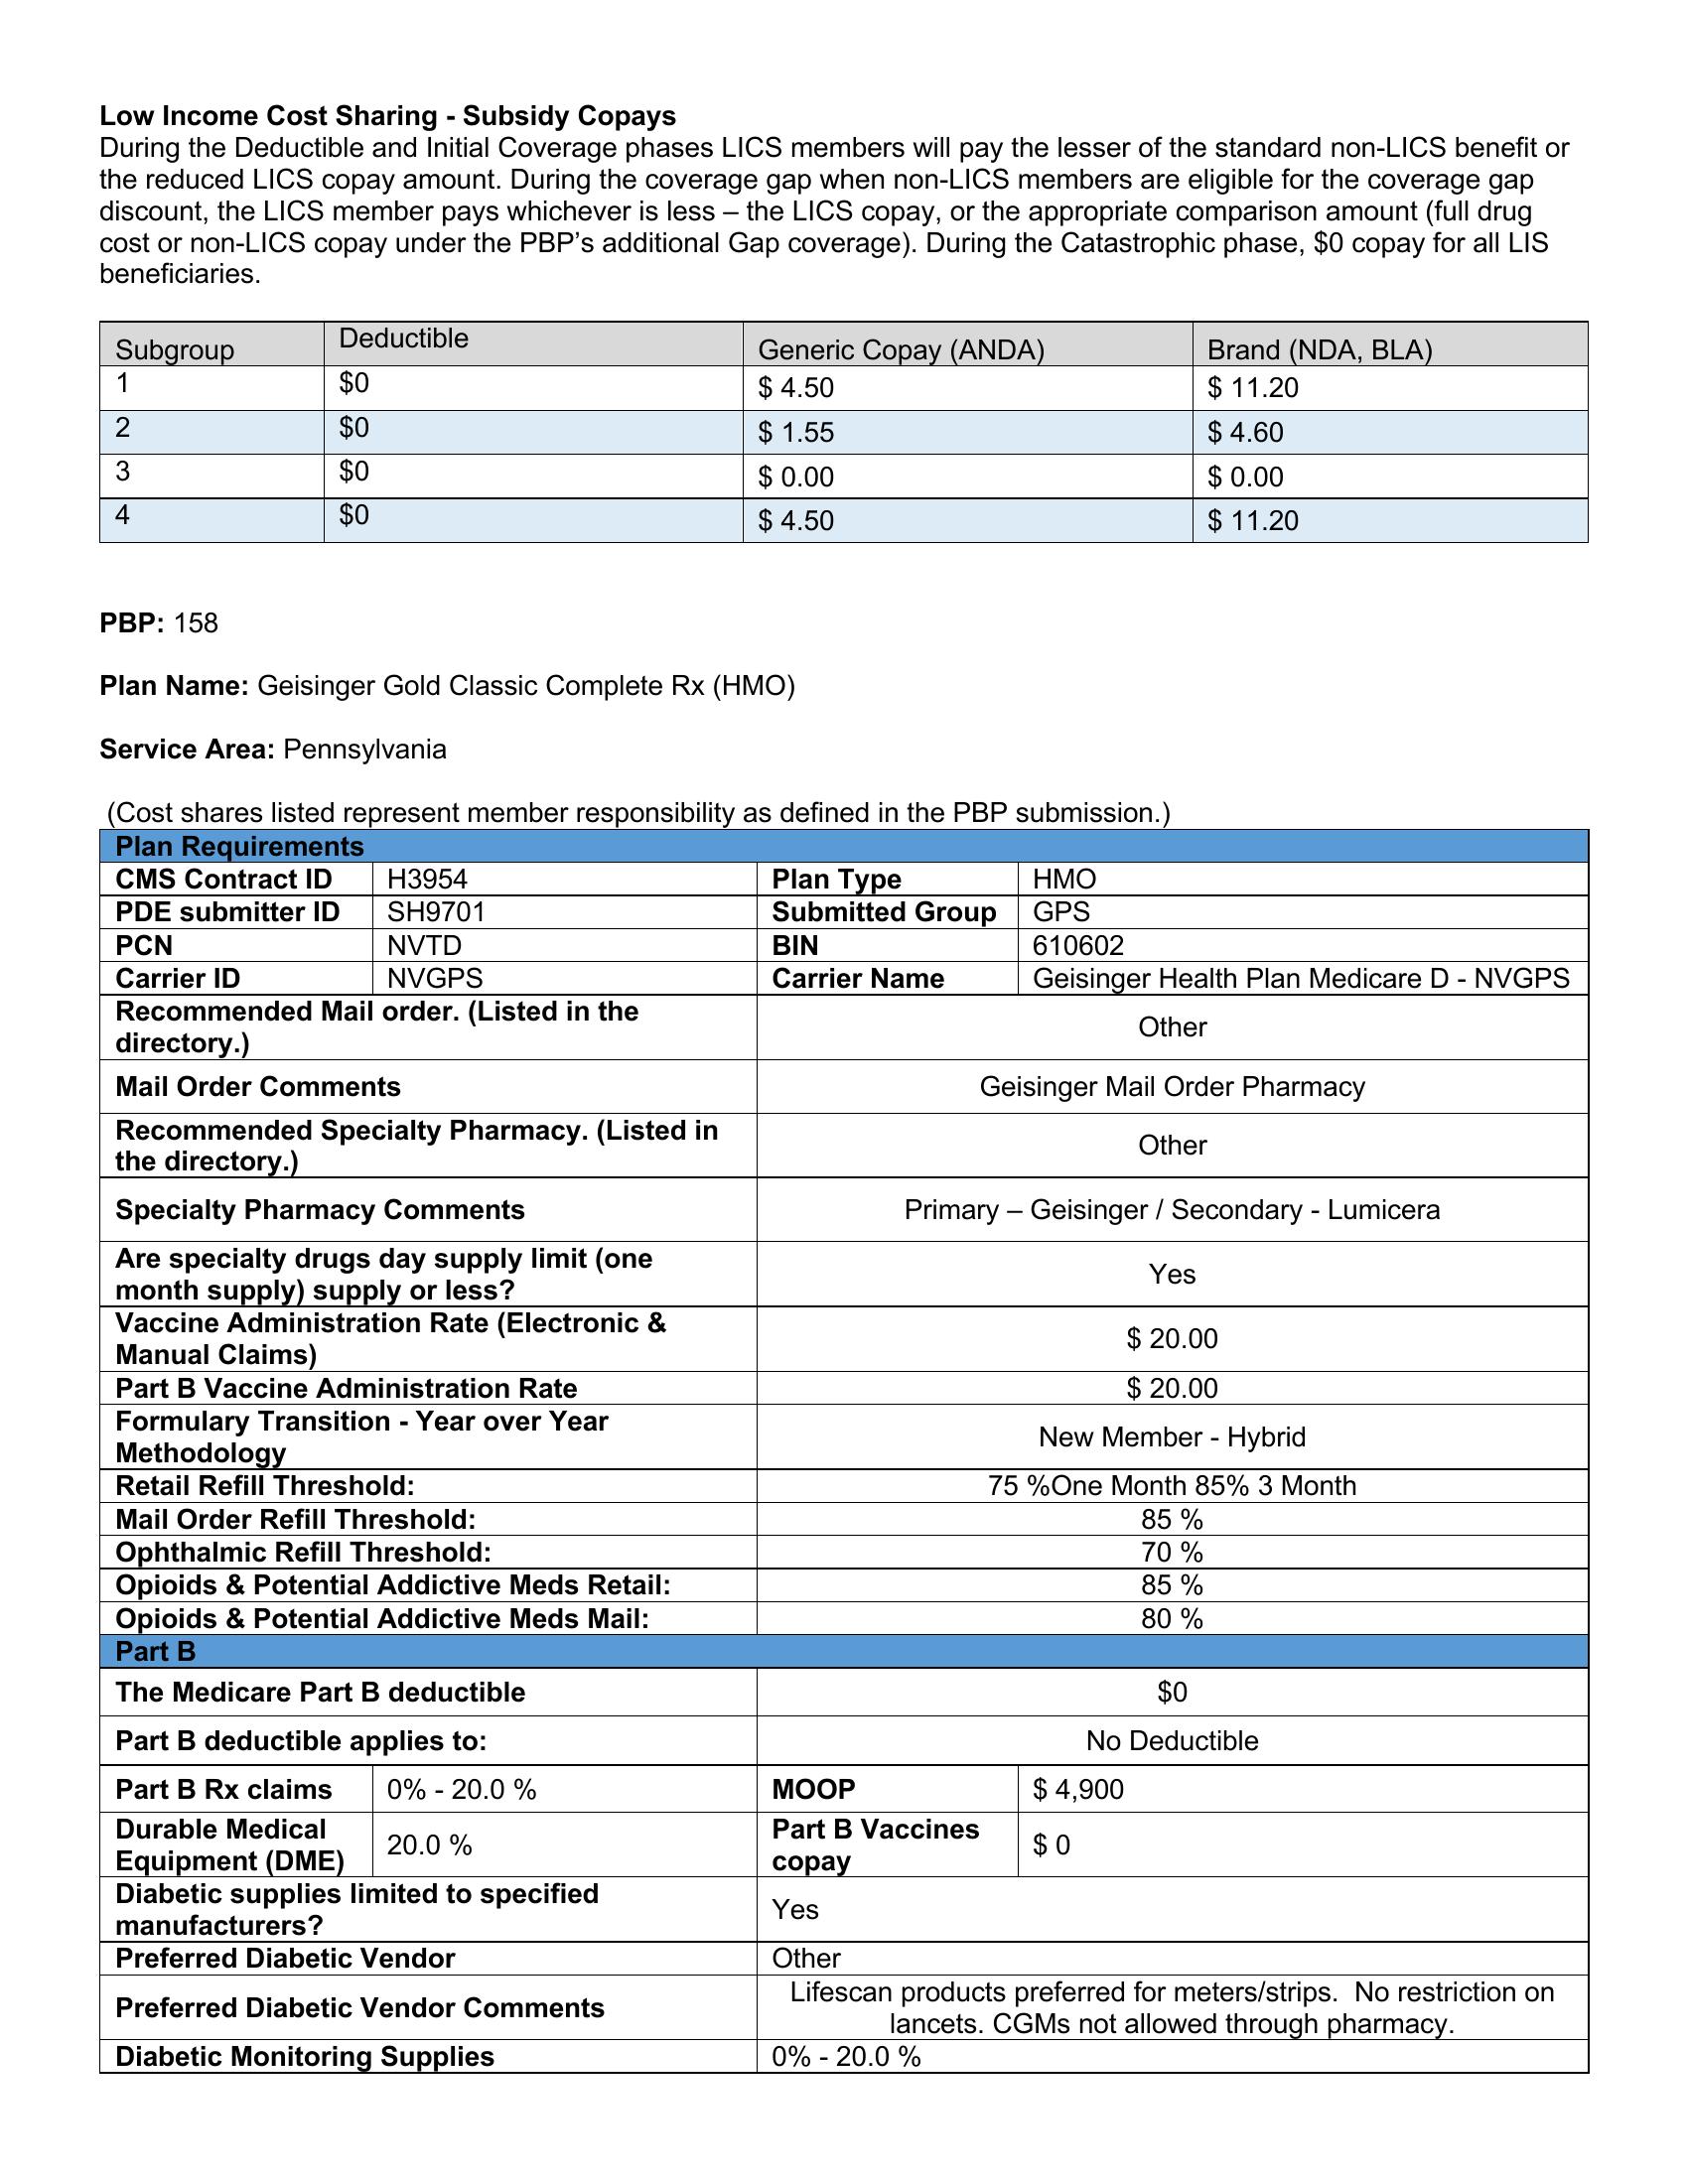 Low Income Cost Sharing - Subsidy Copays
During the Deductible and Initial Coverage phases LICS members will pay the lesser of the standard non-LICS benefit or
the reduced LICS copay amount. During the coverage gap when non-LICS members are eligible for the coverage gap
discount, the LICS member pays whichever is less – the LICS copay, or the appropriate comparison amount (full drug
cost or non-LICS copay under the PBP’s additional Gap coverage). During the Catastrophic phase, $0 copay for all LIS
beneficiaries.
Subgroup Deductible Generic Copay (ANDA) Brand (NDA, BLA)
1 $0 $ 4.50 $ 11.20
2 $0 $ 1.55 $ 4.60
3 $0 $ 0.00 $ 0.00
4 $0 $ 4.50 $ 11.20
PBP: 158
Plan Name: Geisinger Gold Classic Complete Rx (HMO)
Service Area: Pennsylvania
(Cost shares listed represent member responsibility as defined in the PBP submission.)
Plan Requirements
CMS Contract ID H3954 Plan Type HMO
PDE submitter ID SH9701 Submitted Group GPS
PCN NVTD BIN 610602
Carrier ID NVGPS Carrier Name Geisinger Health Plan Medicare D - NVGPS
Recommended Mail order. (Listed in the
directory.)
Other
Mail Order Comments Geisinger Mail Order Pharmacy
Recommended Specialty Pharmacy. (Listed in
the directory.)
Other
Specialty Pharmacy Comments Primary – Geisinger / Secondary - Lumicera
Are specialty drugs day supply limit (one
month supply) supply or less?
Yes
Vaccine Administration Rate (Electronic &
Manual Claims)
$ 20.00
Part B Vaccine Administration Rate $ 20.00
Formulary Transition - Year over Year
Methodology
New Member - Hybrid
Retail Refill Threshold: 75 %One Month 85% 3 Month
Mail Order Refill Threshold: 85 %
Ophthalmic Refill Threshold: 70 %
Opioids & Potential Addictive Meds Retail: 85 %
Opioids & Potential Addictive Meds Mail: 80 %
Part B
The Medicare Part B deductible $0
Part B deductible applies to: No Deductible
Part B Rx claims 0% - 20.0 % MOOP $ 4,900
Durable Medical
Equipment (DME)
20.0 %
Part B Vaccines
copay
$ 0
Diabetic supplies limited to specified
manufacturers?
Yes
Preferred Diabetic Vendor Other
Preferred Diabetic Vendor Comments
Lifescan products preferred for meters/strips.  No restriction on
lancets. CGMs not allowed through pharmacy.
Diabetic Monitoring Supplies 0% - 20.0 %